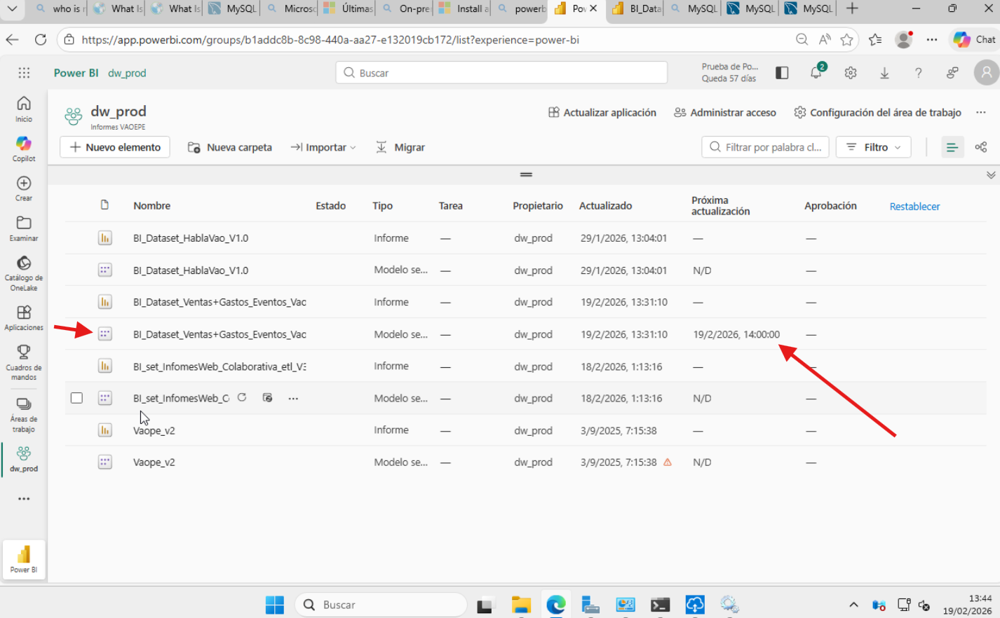 who is r
What Is
What Is
MySQL
Microsc
Últimas
On-pre
Install a
powerb
Pov
BI_Data
MySQL
MySQL
MySQL
https://app.powerbi.com/groups/b1addc8b-8c98-440a-aa27-e132019cb172/list?experience=power-bi
Chat
Power BI dw_prod
Buscar
Prueba de Po...
Queda 57 días
2
Inicio
Copilot
Crear
Examinar
Catálogo de
OneLake
Aplicaciones
Cuadros de
mandos
Áreas de
trabajo
dw_prod
Power BI
dw_prod
Informes VAOEPE
Actualizar aplicación
Administrar acceso
Configuración del área de trabajo
Nuevo elemento
Nueva carpeta
Importar
Migrar
Filtrar por palabra cl...
Filtro
Nombre Estado Tipo Tarea Propietario Actualizado Próxima actualización Aprobación Restablecer
BI_Dataset_HablaVao_V1.0 Informe — dw_prod 29/1/2026, 13:04:01 — —
BI_Dataset_HablaVao_V1.0 Modelo se... — dw_prod 29/1/2026, 13:04:01 N/D —
BI_Dataset_Ventas+Gastos_Eventos_Vao Informe — dw_prod 19/2/2026, 13:31:10 — —
BI_Dataset_Ventas+Gastos_Eventos_Vao Modelo se... — dw_prod 19/2/2026, 13:31:10 19/2/2026, 14:00:00 —
BI_set_InfomesWeb_Colaborativa_etl_V3 Informe — dw_prod 18/2/2026, 1:13:16 — —
BI_set_InfomesWeb_C Modelo se... — dw_prod 18/2/2026, 1:13:16 N/D —
Vaope_v2 Informe — dw_prod 3/9/2025, 7:15:38 — —
Vaope_v2 Modelo se... — dw_prod 3/9/2025, 7:15:38 N/D —
Buscar
13:44
19/02/2026